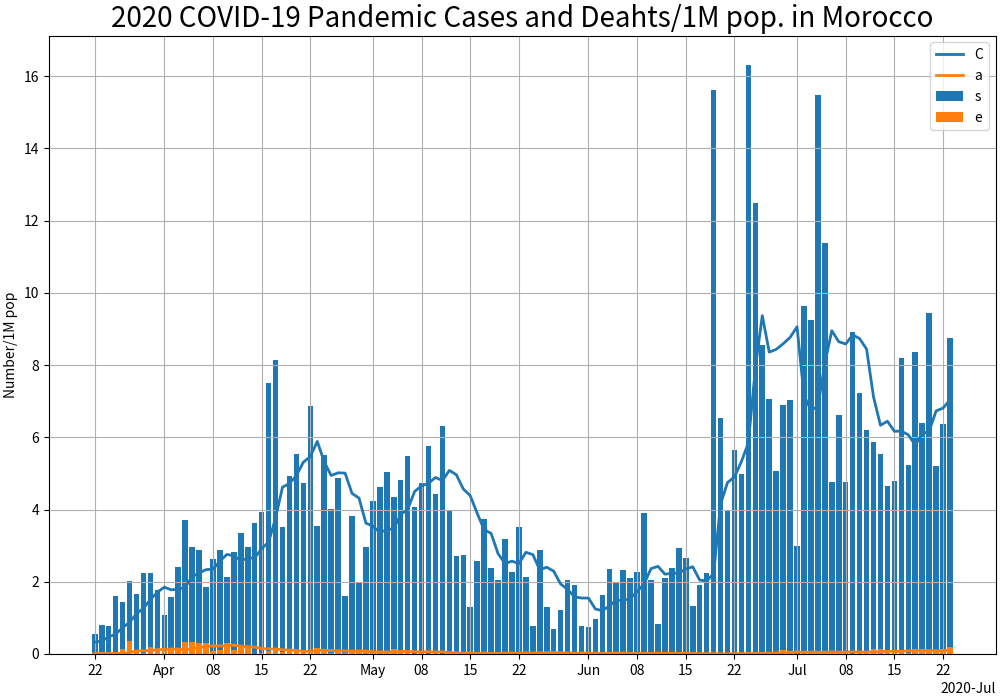 2020 COVID-19 Pandemic Cases and Deahts/1M pop. in Morocco
C
a
s
e
Number/1M pop
16
14
12
10
8
6
4
2
0
22 Apr 08 15 22 May 08 15 22 Jun 08 15 22 Jul 08 15 22
2020-Jul